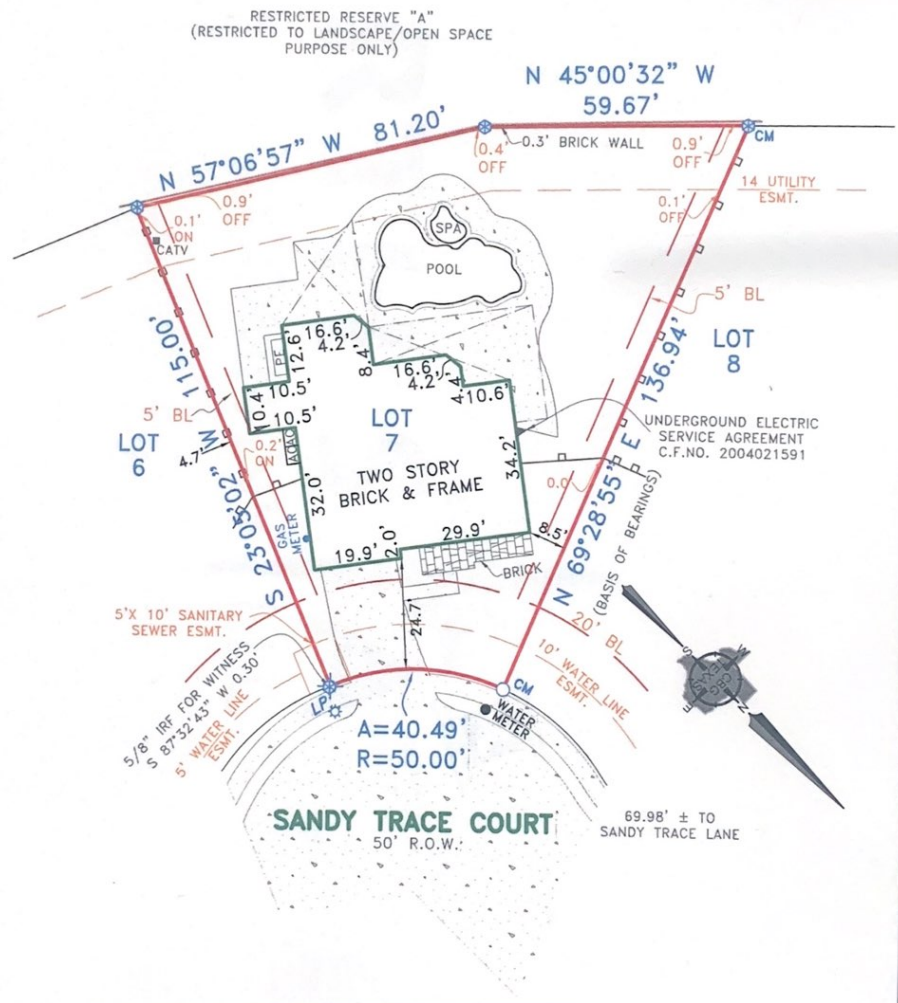 RESTRICTED RESERVE "A"
(RESTRICTED TO LANDSCAPE/OPEN SPACE
PURPOSE ONLY)
N 45°00'32" W
59.67'
N 57°06'57" W 81.20'
CM
0.3' BRICK WALL
0.4'
OFF
0.9'
OFF
0.9'
OFF
0.1'
ON
CATV
0.1'
OFF
14 UTILITY
ESMT.
SPA
POOL
5' BL
LOT
8
S 23°05'02" W 115.00'
N 69°28'55" E 136.94'
(BASIS OF BEARINGS)
16.6'
4.2'
12.6'
PE
8.4'
16.6'
4.2'
4.4'
10.6'
10.5'
10.4'
10.5'
5' BL
LOT
6
4.7'
0.2'
ON
LOT
7
TWO STORY
BRICK & FRAME
34.2'
32.0'
UNDERGROUND ELECTRIC
SERVICE AGREEMENT
C.F.NO. 2004021591
0.0
GAS
METER
19.9'
2.0'
29.9'
8.5'
BRICK
24.7'
5'X 10' SANITARY
SEWER ESMT.
20' BL
10' WATER LINE
ESMT.
5/8" IRF FOR WITNESS
S 87°32'43" W 0.30'
5' WATER LINE
ESMT.
LP
CM
WATER
METER
A=40.49'
R=50.00'
SANDY TRACE COURT
50' R.O.W.
69.98' ± TO
SANDY TRACE LANE
S
E
N